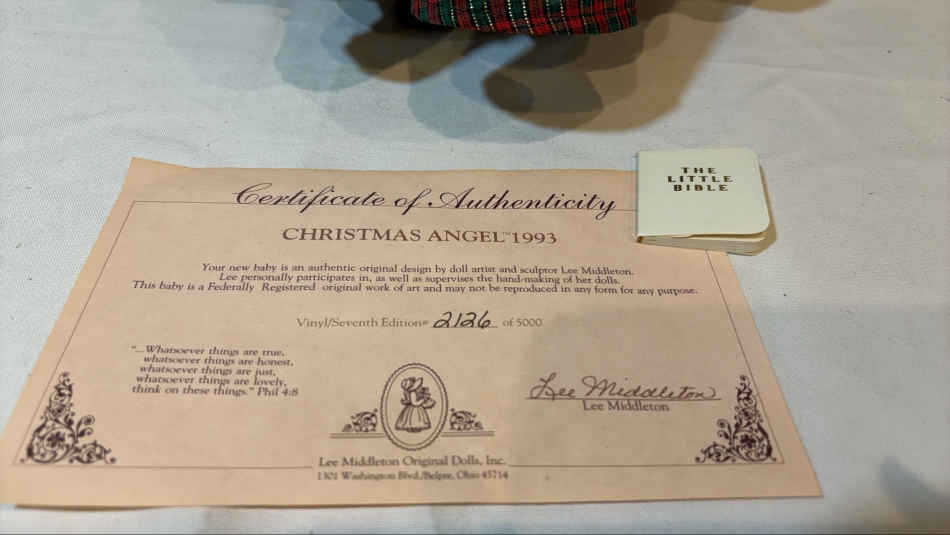 Certificate of Authenticity
CHRISTMAS ANGEL™ 1993
Your new baby is an authentic original design by doll artist and sculptor Lee Middleton.
Lee personally participates in, as well as supervises the hand-making of her dolls.
This baby is a Federally Registered original work of art and may not be reproduced in any form for any purpose.
Vinyl/Seventh Edition# 2126 of 5000
"...Whatsoever things are true,
whatsoever things are honest,
whatsoever things are just,
whatsoever things are lovely,
think on these things." Phil 4:8
Lee Middleton
Lee Middleton
Lee Middleton Original Dolls, Inc.
1301 Washington Blvd./Belpre, Ohio 45714
THE
LITTLE
BIBLE